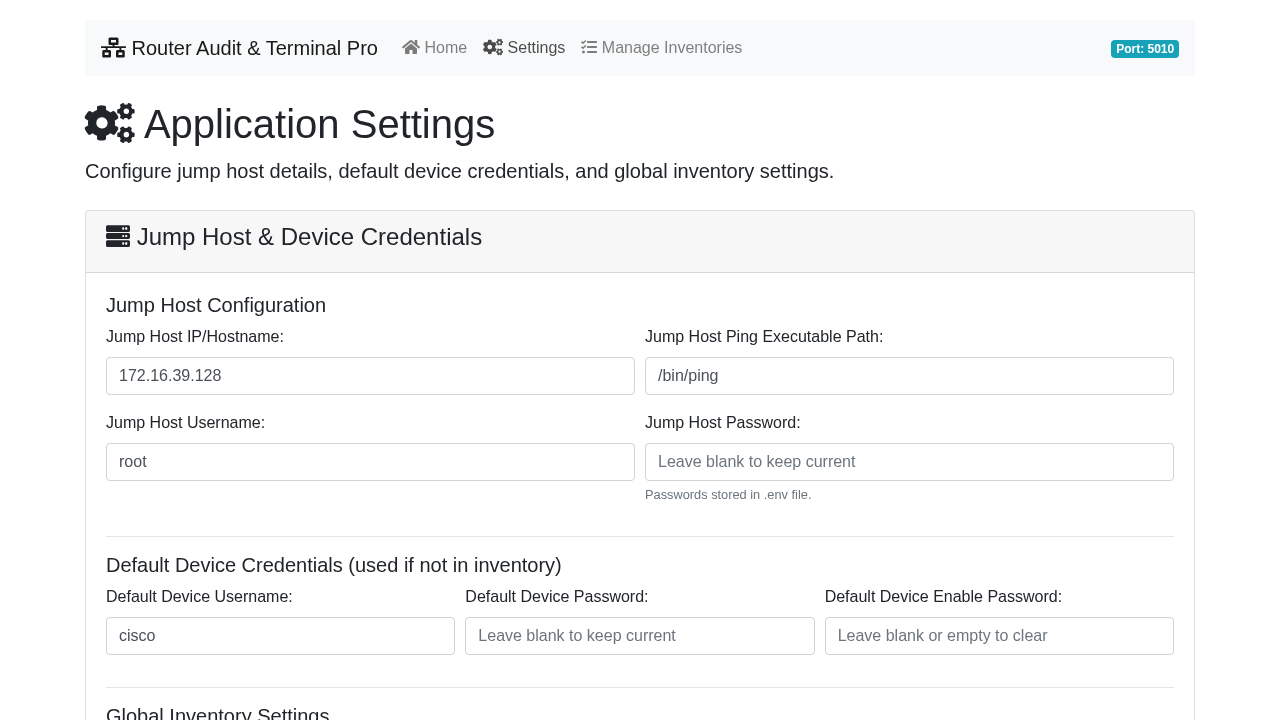 Router Audit & Terminal Pro
Home
Settings
Manage Inventories
Port: 5010
Application Settings
Configure jump host details, default device credentials, and global inventory settings.
Jump Host & Device Credentials
Jump Host Configuration
Jump Host IP/Hostname:
Jump Host Ping Executable Path:
172.16.39.128
/bin/ping
Jump Host Username:
Jump Host Password:
root
Leave blank to keep current
Passwords stored in .env file.
Default Device Credentials (used if not in inventory)
Default Device Username:
Default Device Password:
Default Device Enable Password:
cisco
Leave blank to keep current
Leave blank or empty to clear
Global Inventory Settings